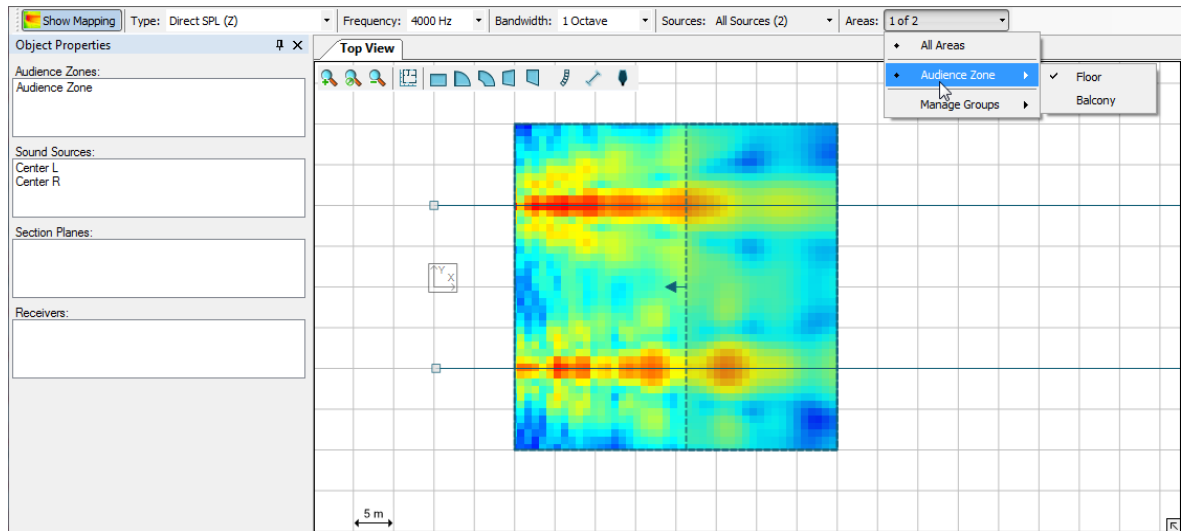 Show Mapping Type: Direct SPL (Z) Frequency: 4000 Hz Bandwidth: 1 Octave Sources: All Sources (2) Areas: 1 of 2
Object Properties
Top View
All Areas
Audience Zone
Floor
Balcony
Manage Groups
Audience Zones:
Audience Zone
Sound Sources:
Center L
Center R
Section Planes:
Receivers:
Y
X
5 m